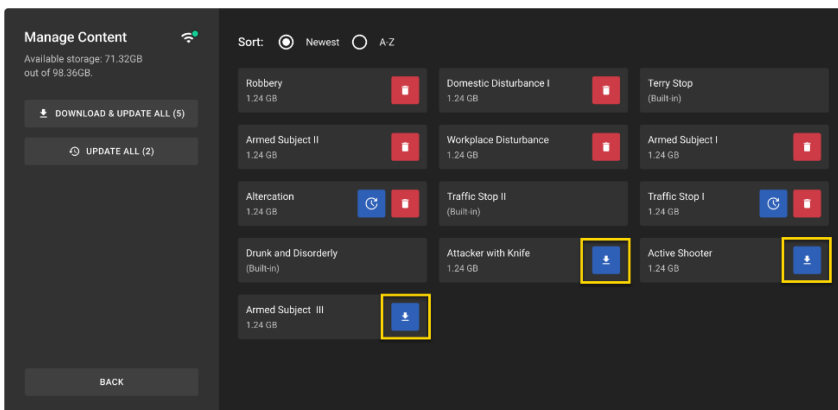 Manage Content
Available storage: 71.32GB
out of 98.36GB.
DOWNLOAD & UPDATE ALL (5)
UPDATE ALL (2)
BACK
Sort: Newest A-Z
Robbery
1.24 GB
Domestic Disturbance I
1.24 GB
Terry Stop
(Built-in)
Armed Subject II
1.24 GB
Workplace Disturbance
1.24 GB
Armed Subject I
1.24 GB
Altercation
1.24 GB
Traffic Stop II
(Built-in)
Traffic Stop I
1.24 GB
Drunk and Disorderly
(Built-in)
Attacker with Knife
1.24 GB
Active Shooter
1.24 GB
Armed Subject III
1.24 GB